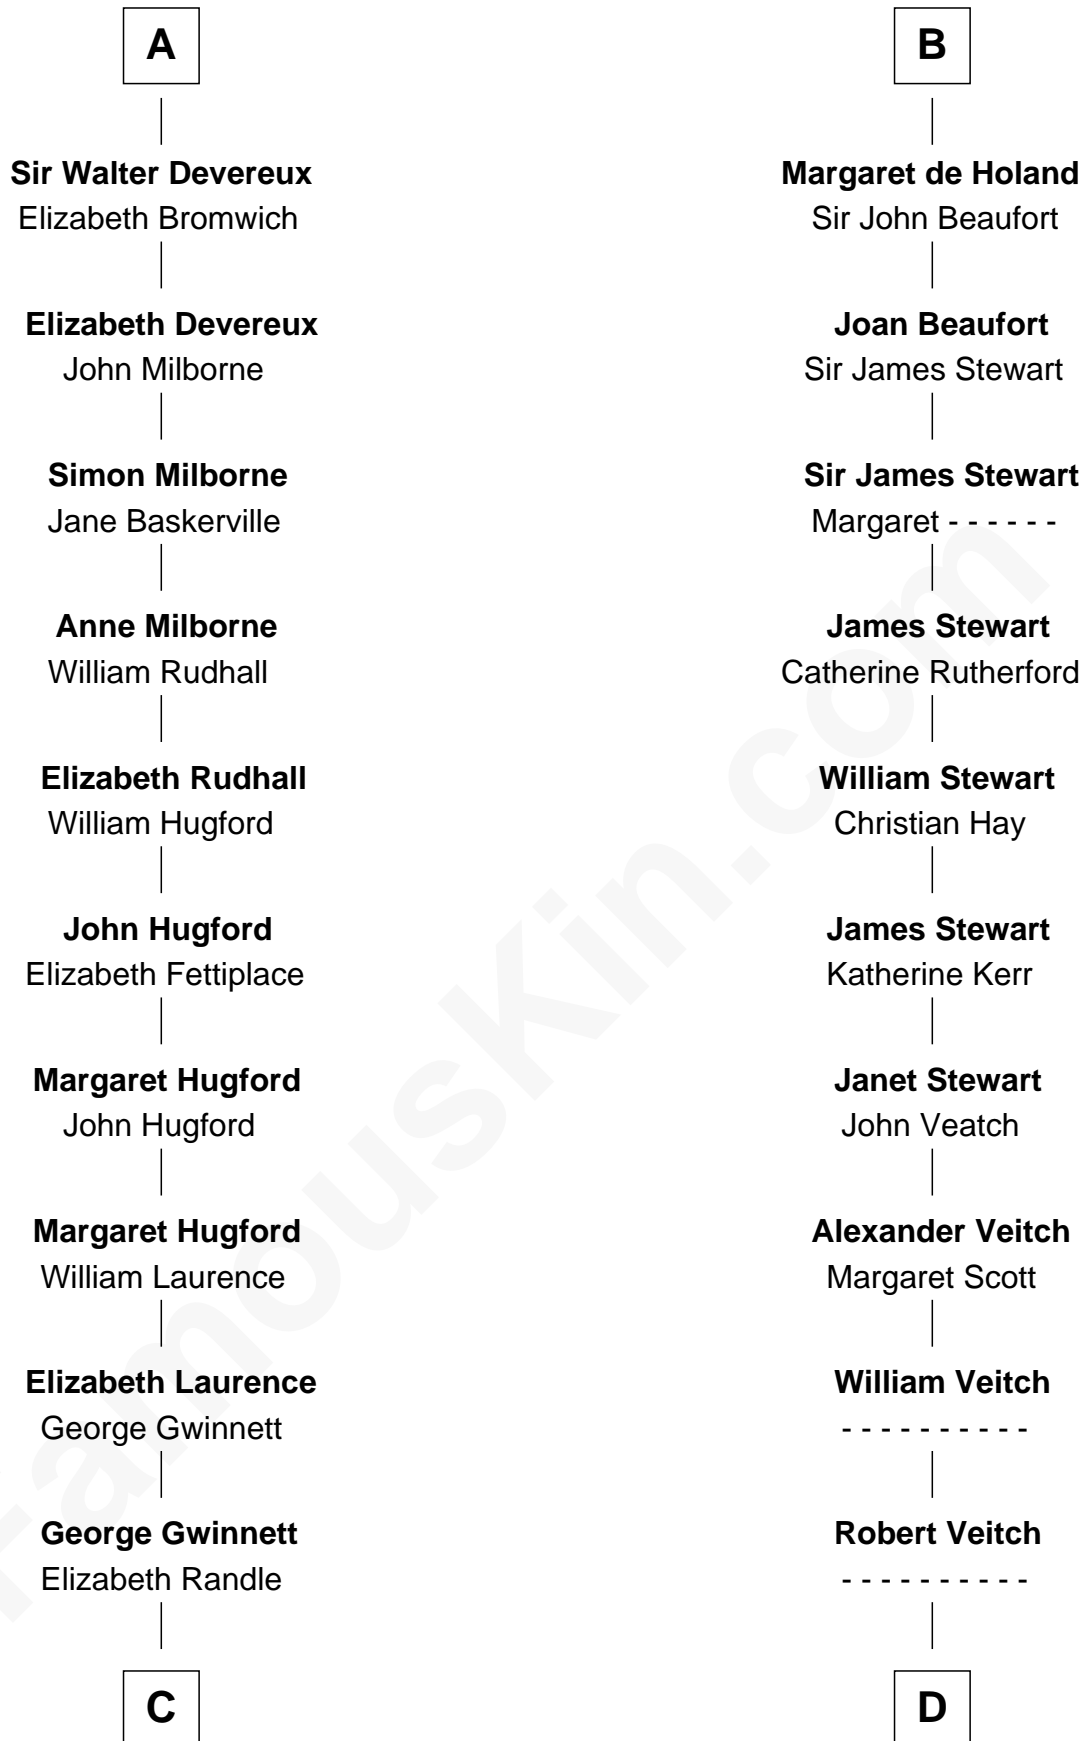 A
Sir Walter Devereux
Elizabeth Bromwich
Elizabeth Devereux
John Milborne
Simon Milborne
Jane Baskerville
Anne Milborne
William Rudhall
Elizabeth Rudhall
William Hugford
John Hugford
Elizabeth Fettiplace
Margaret Hugford
John Hugford
Margaret Hugford
William Laurence
Elizabeth Laurence
George Gwinnett
George Gwinnett
Elizabeth Randle
C
B
Margaret de Holand
Sir John Beaufort
Joan Beaufort
Sir James Stewart
Sir James Stewart
Margaret - - - - - -
James Stewart
Catherine Rutherford
William Stewart
Christian Hay
James Stewart
Katherine Kerr
Janet Stewart
John Veatch
Alexander Veitch
Margaret Scott
William Veitch
- - - - - - - - - -
Robert Veitch
- - - - - - - - - -
D
FamousKin.com